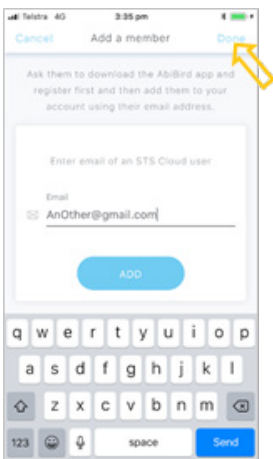 Telstra 4G 3:35 pm
Cancel Add a member Done
Ask them to download the AbiBird app and
register first and then add them to your
account using their email address.
Enter email of an STS Cloud user
Email
AnOther@gmail.com
ADD
q w e r t y u i o p
a s d f g h j k l
z x c v b n m
123 space Send